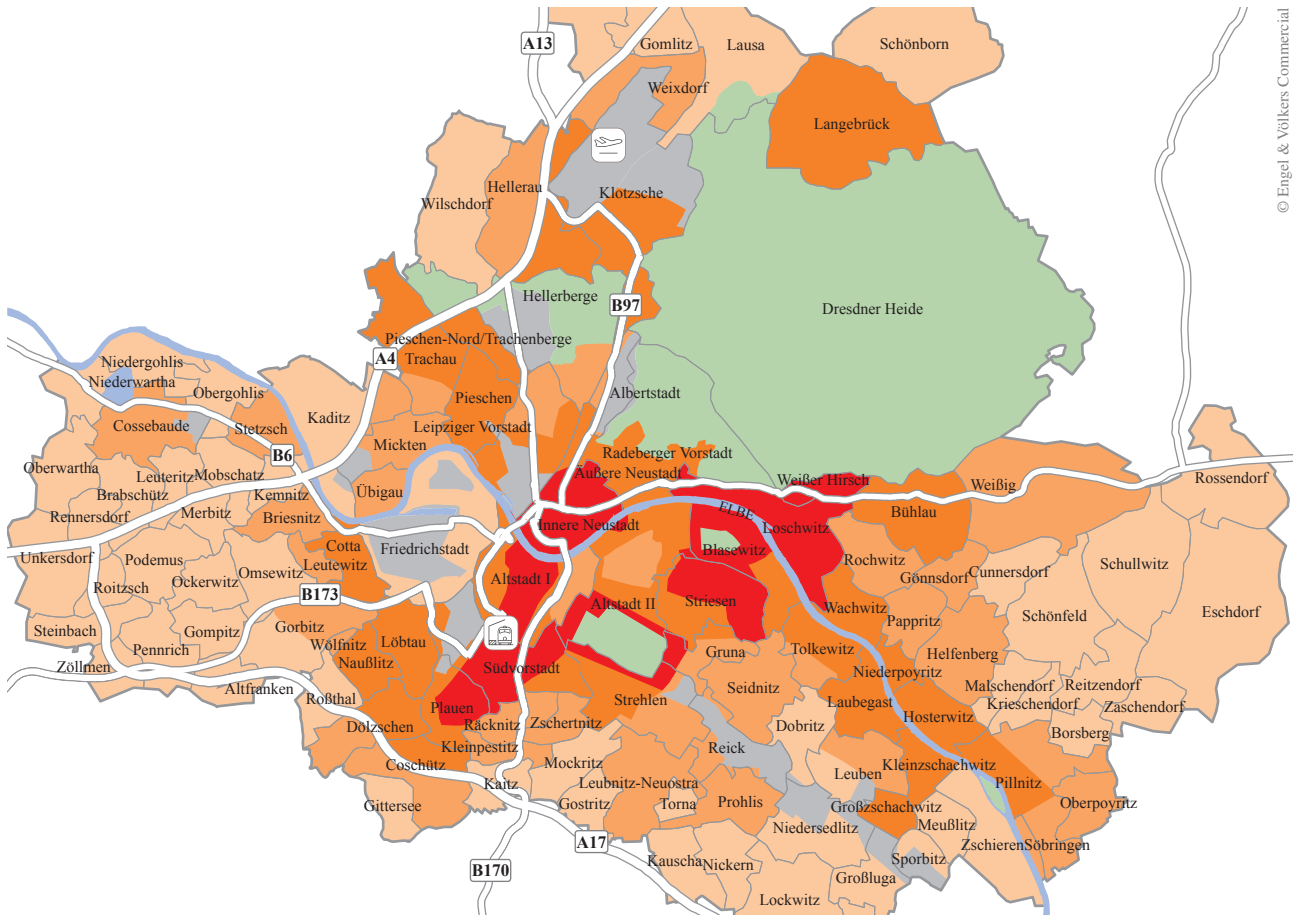 A13
Gomlitz
Lausa
Schönborn
© Engel & Völkers Commercial
Weixdorf
Langebrück
Hellerau
Klotzsche
Wilschdorf
Hellerberge
B97
Dresdner Heide
Pieschen-Nord/Trachenberge
A4
Trachau
Niedergohlis
Niederwartha
Obergohlis
Albertstadt
Pieschen
Kaditz
Cossebaude
Stetzsch
Leipziger Vorstadt
Mickten
B6
Radeberger Vorstadt
Oberwartha
Leuteritz
Mobschatz
Äußere Neustadt
Weißer Hirsch
Rossendorf
Brabschütz
Kemnitz
Übigau
Weißig
Rennersdorf
Merbitz
Briesnitz
ELBE
Bühlau
Innere Neustadt
Loschwitz
Unkersdorf
Podemus
Cotta
Friedrichstadt
Blasewitz
Omsewitz
Leutewitz
Rochwitz
Schullwitz
Roitzsch
Ockerwitz
Altstadt I
Gönnsdorf
Cunnersdorf
B173
Altstadt II
Striesen
Wachwitz
Eschdorf
Steinbach
Gompitz
Gorbitz
Pappritz
Schönfeld
Pennrich
Wölfnitz
Löbtau
Gruna
Tolkewitz
Helfenberg
Zöllmen
Naußlitz
Südvorstadt
Niederpoyritz
Altfranken
Roßthal
Strehlen
Seidnitz
Malschendorf
Reitzendorf
Laubegast
Krieschendorf
Zaschendorf
Plauen
Hosterwitz
Dölzschen
Räcknitz
Zschertnitz
Dobritz
Borsberg
Kleinpestitz
Reick
Coschütz
Mockritz
Leuben
Kleinzschachwitz
Kaitz
Leubnitz-Neuostra
Pillnitz
Gittersee
Gostritz
Torna
Prohlis
Großzschachwitz
Oberpoyritz
Niedersedlitz
Meußlitz
A17
Zschieren
Söbringen
Kauscha
Nickern
Sporbitz
B170
Großluga
Lockwitz